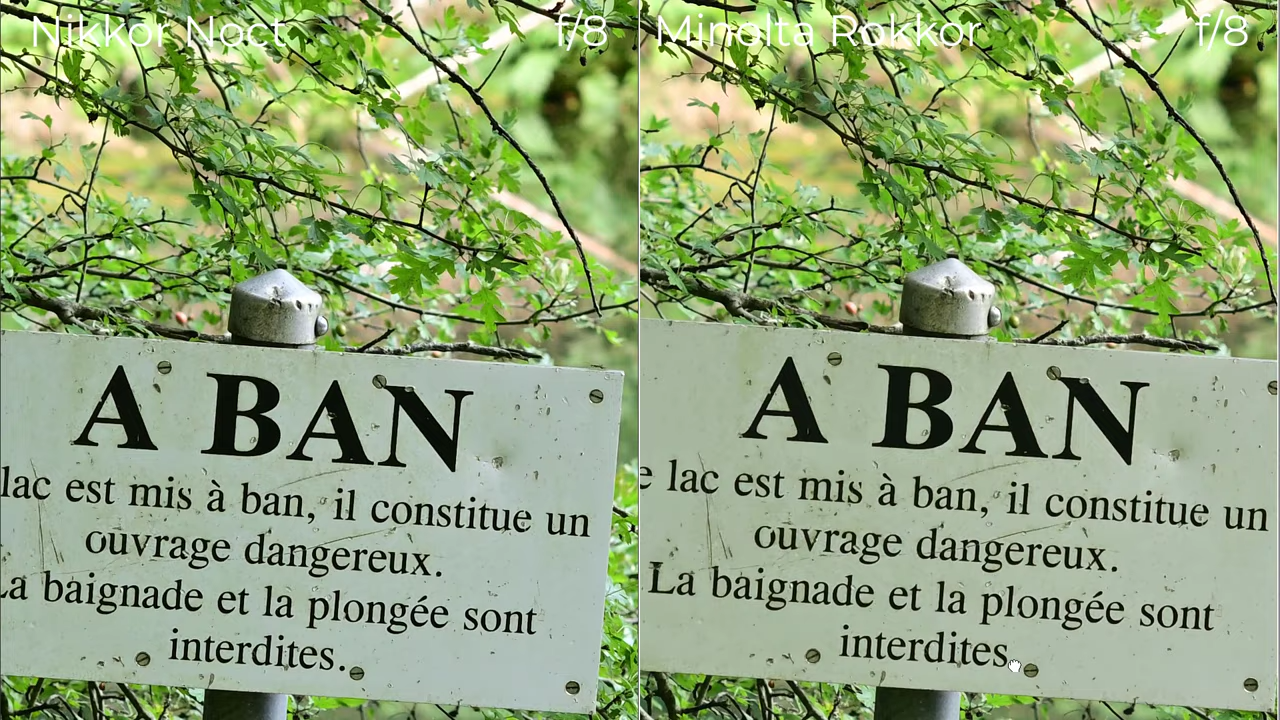 Nikkor Noct f/8
Minolta Rokkor f/8
A BAN
lac est mis à ban, il constitue un
ouvrage dangereux.
La baignade et la plongée sont
interdites.
A BAN
e lac est mis à ban, il constitue un
ouvrage dangereux.
La baignade et la plongée sont
interdites.